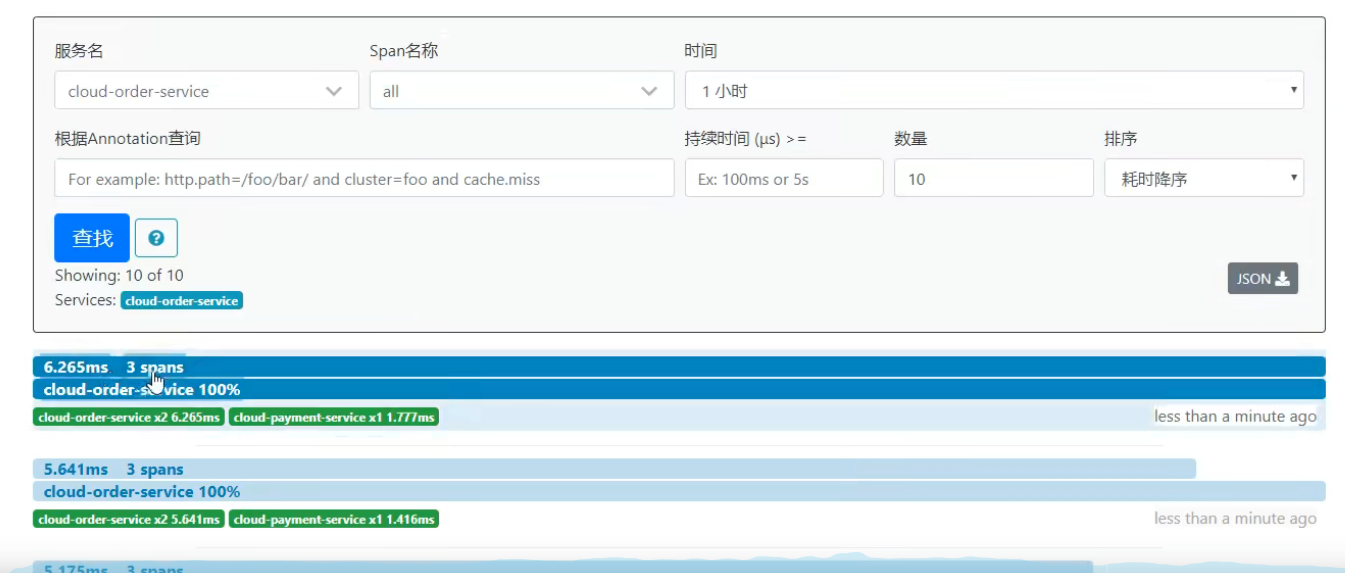 服务名 Span名称 时间
cloud-order-service all 1 小时
根据Annotation查询 持续时间 (μs) >= 数量 排序
For example: http.path=/foo/bar/ and cluster=foo and cache.miss Ex: 100ms or 5s 10 耗时降序
查找 ?
Showing: 10 of 10
JSON
Services: cloud-order-service
6.265ms 3 spans
cloud-order-service 100%
cloud-order-service x2 6.265ms cloud-payment-service x1 1.777ms less than a minute ago
5.641ms 3 spans
cloud-order-service 100%
cloud-order-service x2 5.641ms cloud-payment-service x1 1.416ms less than a minute ago
5.175ms 3 spans